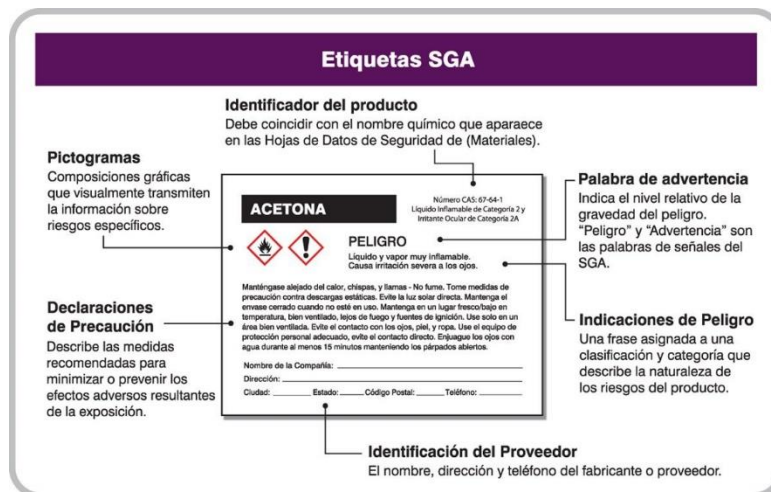 Etiquetas SGA
Identificador del producto
Debe coincidir con el nombre químico que aparaece
en las Hojas de Datos de Seguridad de (Materiales).
Pictogramas
Composiciones gráficas
que visualmente transmiten
la información sobre
riesgos específicos.
Palabra de advertencia
Indica el nivel relativo de la
gravedad del peligro.
“Peligro” y “Advertencia” son
las palabras de señales del
SGA.
ACETONA
Número CAS: 67-64-1
Líquido Inflamable de Categoría 2 y
Irritante Ocular de Categoría 2A
PELIGRO
Líquido y vapor muy inflamable.
Causa irritación severa a los ojos.
Manténgase alejado del calor, chispas, y llamas - No fume. Tome medidas de
precaución contra descargas estáticas. Evite la luz solar directa. Mantenga el
envase cerrado cuando no esté en uso. Mantenga en un lugar fresco/bajo en
temperatura, bien ventilado, lejos de fuego y fuentes de ignición. Use solo en un
área bien ventilada. Evite el contacto con los ojos, piel, y ropa. Use el equipo de
protección personal adecuado, evite el contacto directo. Enjuague los ojos con
agua durante al menos 15 minutos manteniendo los párpados abiertos.
Nombre de la Compañía:
Dirección:
Ciudad: Estado: Código Postal: Teléfono:
Declaraciones
de Precaución
Describe las medidas
recomendadas para
minimizar o prevenir los
efectos adversos resultantes
de la exposición.
Indicaciones de Peligro
Una frase asignada a una
clasificación y categoría que
describe la naturaleza de
los riesgos del producto.
Identificación del Proveedor
El nombre, dirección y teléfono del fabricante o proveedor.